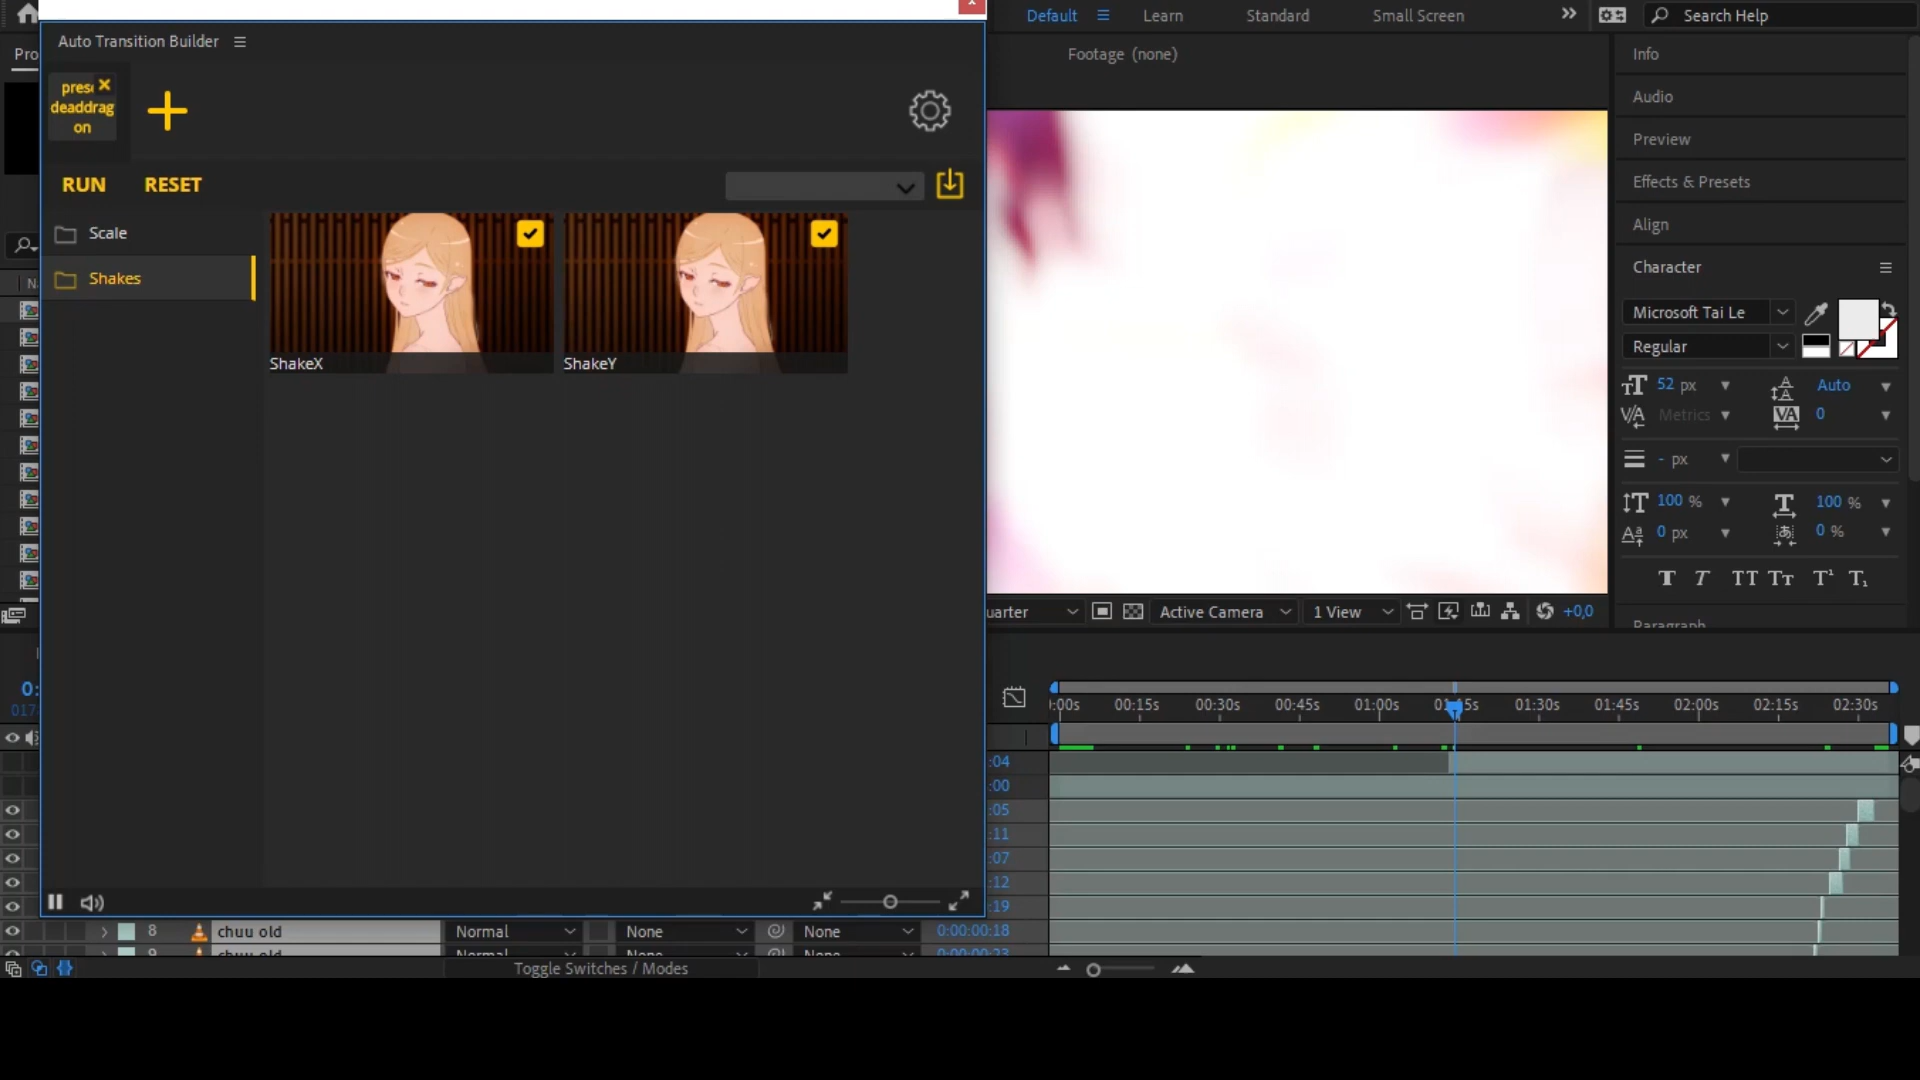 Auto Transition Builder
Default
Learn
Standard
Small Screen
Search Help
Pro
Footage (none)
Info
Audio
Preview
Effects & Presets
Align
Character
deaddrag
on
RUN
RESET
Scale
Shakes
ShakeX
ShakeY
Microsoft Tai Le
Regular
52 px
Auto
Metrics
0
- px
100 %
100 %
0 px
0 %
Active Camera
1 View
+0,0
Paragraph
0:
:00s
00:15s
00:30s
00:45s
01:00s
01:30s
01:45s
02:00s
02:15s
02:30s
:04
:00
:05
:11
:07
:12
:19
8
chuu old
Normal
None
None
0:00:00:18
9
chuu old
Normal
None
None
0:00:00:23
Toggle Switches / Modes